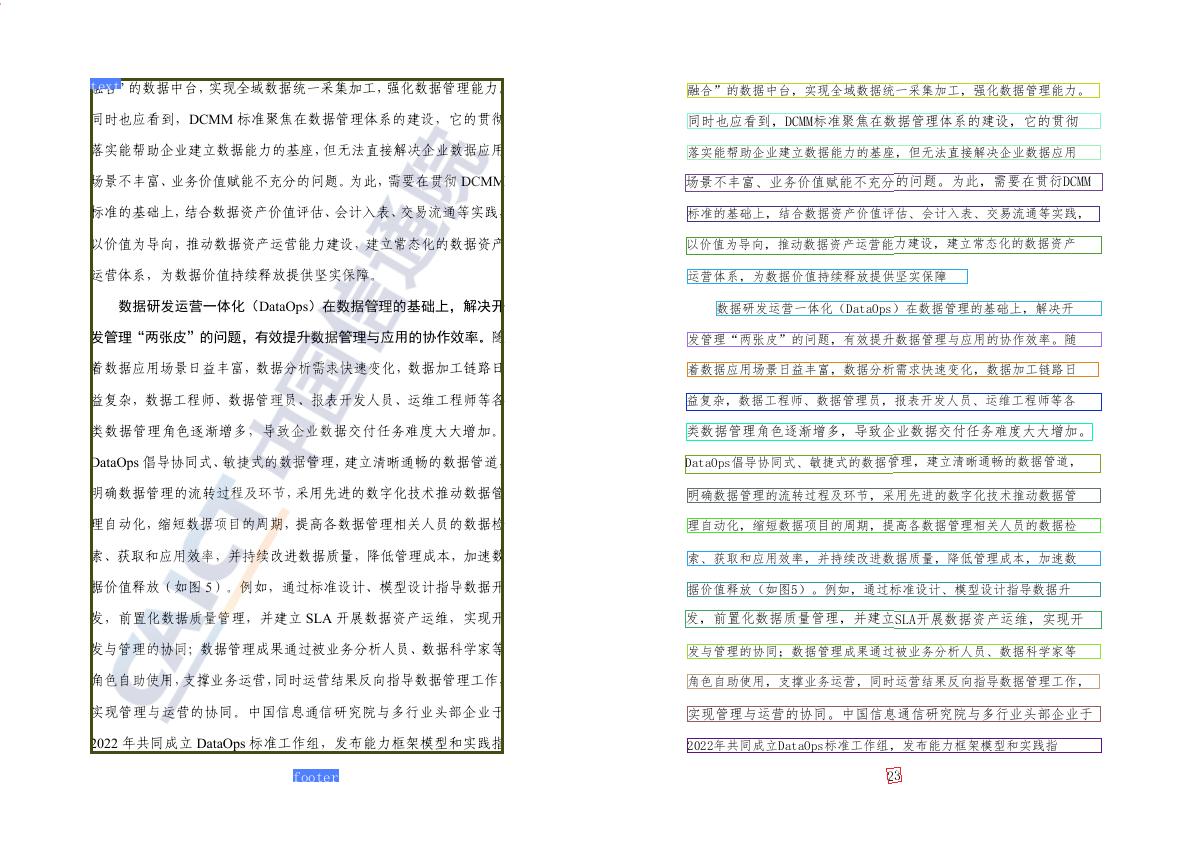 text
融合”的数据中台，实现全域数据统一采集加工，强化数据管理能力。
同时也应看到，DCMM 标准聚焦在数据管理体系的建设，它的贯彻
落实能帮助企业建立数据能力的基座，但无法直接解决企业数据应用
场景不丰富、业务价值赋能不充分的问题。为此，需要在贯彻 DCMM
标准的基础上，结合数据资产价值评估、会计入表、交易流通等实践，
以价值为导向，推动数据资产运营能力建设，建立常态化的数据资产
运营体系，为数据价值持续释放提供坚实保障。
数据研发运营一体化（DataOps）在数据管理的基础上，解决开
发管理“两张皮”的问题，有效提升数据管理与应用的协作效率。随
着数据应用场景日益丰富，数据分析需求快速变化，数据加工链路日
益复杂，数据工程师、数据管理员、报表开发人员、运维工程师等各
类数据管理角色逐渐增多，导致企业数据交付任务难度大大增加。
DataOps 倡导协同式、敏捷式的数据管理，建立清晰通畅的数据管道，
明确数据管理的流转过程及环节，采用先进的数字化技术推动数据管
理自动化，缩短数据项目的周期，提高各数据管理相关人员的数据检
索、获取和应用效率，并持续改进数据质量，降低管理成本，加速数
据价值释放（如图 5）。例如，通过标准设计、模型设计指导数据开
发，前置化数据质量管理，并建立 SLA 开展数据资产运维，实现开
发与管理的协同；数据管理成果通过被业务分析人员、数据科学家等
角色自助使用，支撑业务运营，同时运营结果反向指导数据管理工作，
实现管理与运营的协同。中国信息通信研究院与多行业头部企业于
2022 年共同成立 DataOps 标准工作组，发布能力框架模型和实践指
footer
CAICT 中国信通院
融合”的数据中台，实现全域数据统一采集加工，强化数据管理能力。
同时也应看到，DCMM标准聚焦在数据管理体系的建设，它的贯彻
落实能帮助企业建立数据能力的基座，但无法直接解决企业数据应用
场景不丰富、业务价值赋能不充分的问题。为此，需要在贯衍DCMM
标准的基础上，结合数据资产价值评估、会计入表、交易流通等实践，
以价值为导向，推动数据资产运营能力建设，建立常态化的数据资产
运营体系，为数据价值持续释放提供坚实保障
数据研发运营一体化（DataOps）在数据管理的基础上，解决开
发管理“两张皮”的问题，有效提升数据管理与应用的协作效率。随
着数据应用场景日益丰富，数据分析需求快速变化，数据加工链路日
益复杂，数据工程师、数据管理员，报表开发人员、运维工程师等各
类数据管理角色逐渐增多，导致企业数据交付任务难度大大增加。
DataOps倡导协同式、敏捷式的数据管理，建立清晰通畅的数据管道，
明确数据管理的流转过程及环节，采用先进的数字化技术推动数据管
理自动化，缩短数据项目的周期，提高各数据管理相关人员的数据检
索、获取和应用效率，并持续改进数据质量，降低管理成本，加速数
据价值释放（如图5）。例如，通过标准设计、模型设计指导数据升
发，前置化数据质量管理，并建立SLA开展数据资产运维，实现开
发与管理的协同；数据管理成果通过被业务分析人员、数据科学家等
角色自助使用，支撑业务运营，同时运营结果反向指导数据管理工作，
实现管理与运营的协同。中国信息通信研究院与多行业头部企业于
2022年共同成立DataOps标准工作组，发布能力框架模型和实践指
23